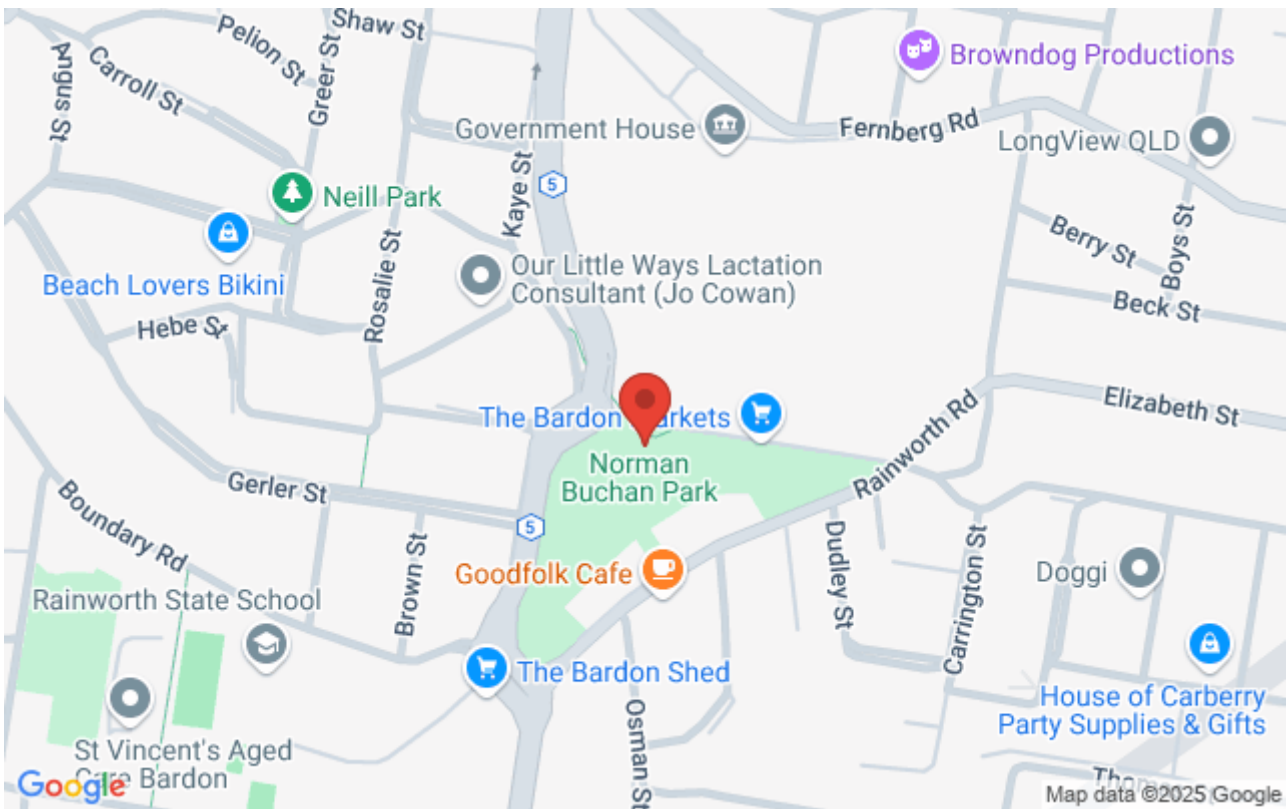 Shaw St
Pelion St
Greer St
Angus St
Carroll St
Browndog Productions
Government House
Fernberg Rd
LongView QLD
5
Kaye St
Neill Park
Rosalie St
Berry St
Boys St
Our Little Ways Lactation
Consultant (Jo Cowan)
Beach Lovers Bikini
Beck St
Hebe St
Elizabeth St
The Bardon Markets
Rainworth Rd
Norman
Buchan Park
Gerler St
Boundary Rd
5
Brown St
Dudley St
Carrington St
Goodfolk Cafe
Doggi
Rainworth State School
The Bardon Shed
House of Carberry
Party Supplies & Gifts
Osman St
St Vincent's Aged
Care Bardon
Google
Map data ©2025 Google